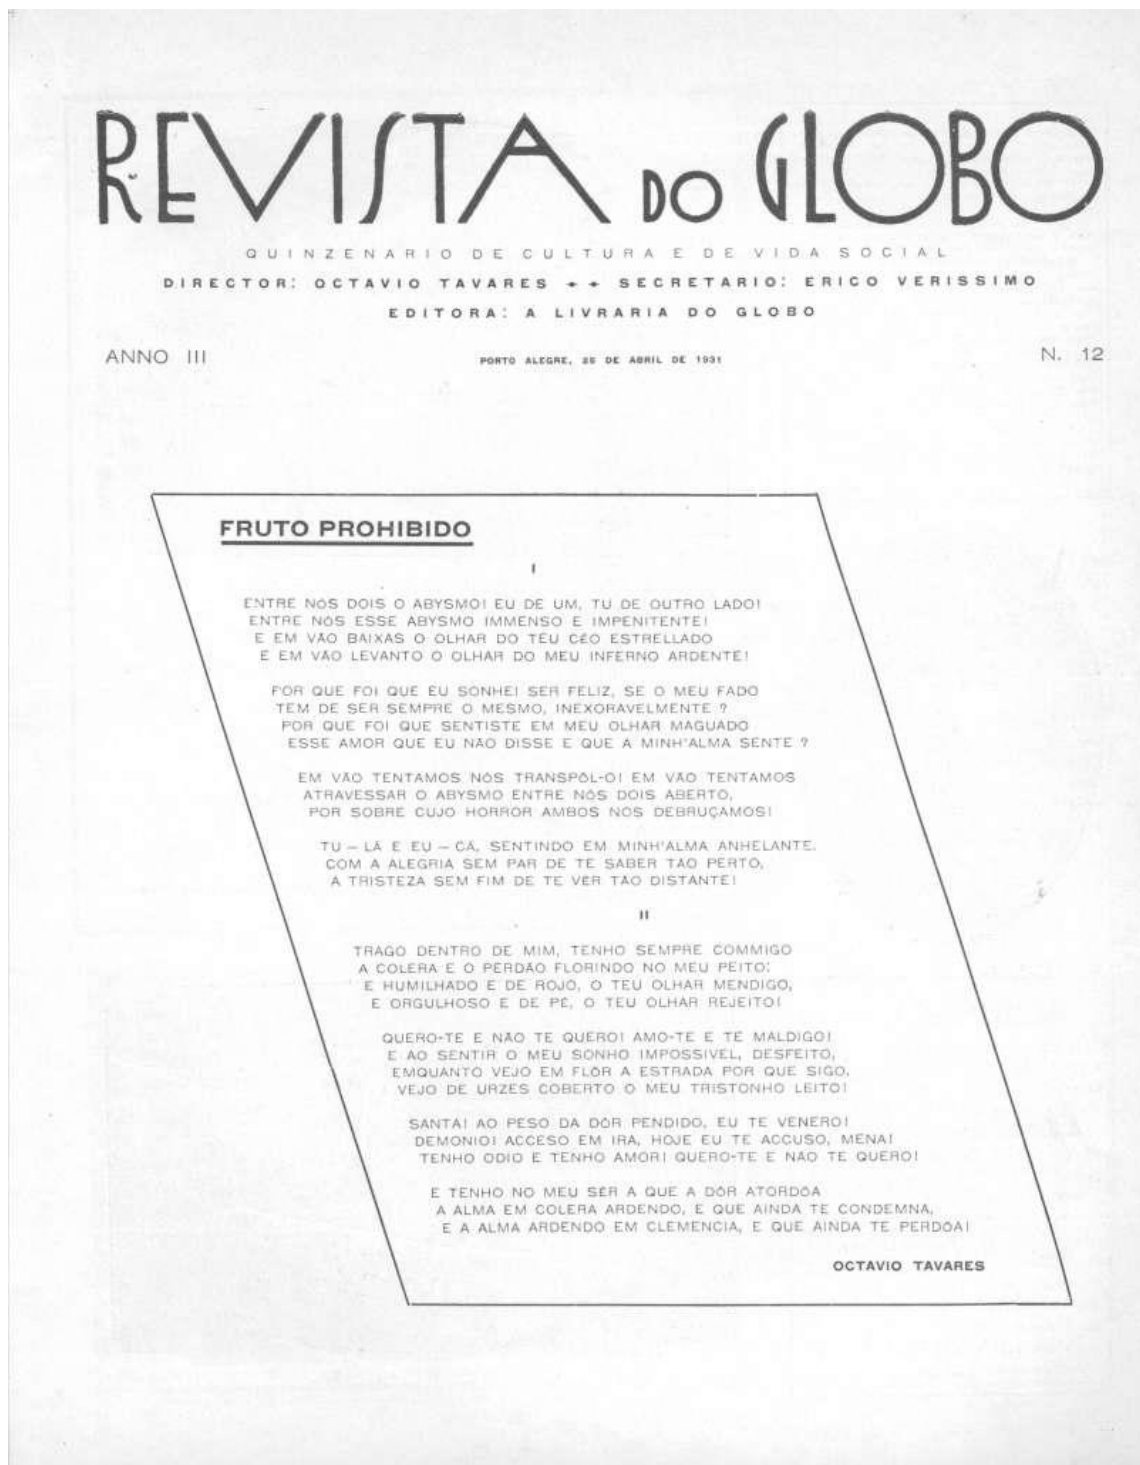 REVISTA DO GLOBO
QUINZENARIO DE CULTURA E DE VIDA SOCIAL
DIRECTOR: OCTAVIO TAVARES ++ SECRETARIO: ERICO VERISSIMO
EDITORA: A LIVRARIA DO GLOBO
ANNO III
PORTO ALEGRE, 25 DE ABRIL DE 1931
N. 12
FRUTO PROHIBIDO
I
ENTRE NÓS DOIS O ABYSMO! EU DE UM, TU DE OUTRO LADO!
ENTRE NÓS ESSE ABYSMO IMMENSO E IMPENITENTE!
E EM VÃO BAIXAS O OLHAR DO TEU CÉO ESTRELLADO
E EM VÃO LEVANTO O OLHAR DO MEU INFERNO ARDENTE!
POR QUE FOI QUE EU SONHEI SER FELIZ, SE O MEU FADO
TEM DE SER SEMPRE O MESMO, INEXORAVELMENTE ?
POR QUE FOI QUE SENTISTE EM MEU OLHAR MAGUADO
ESSE AMOR QUE EU NÃO DISSE E QUE A MINH'ALMA SENTE ?
EM VÃO TENTAMOS NÓS TRANSPÔL-O! EM VÃO TENTAMOS
ATRAVESSAR O ABYSMO ENTRE NÓS DOIS ABERTO,
POR SOBRE CUJO HORROR AMBOS NOS DEBRUÇAMOS!
TU — LÁ E EU — CÁ, SENTINDO EM MINH'ALMA ANHELANTE,
COM A ALEGRIA SEM PAR DE TE SABER TÃO PERTO,
A TRISTEZA SEM FIM DE TE VER TÃO DISTANTE!
II
TRAGO DENTRO DE MIM, TENHO SEMPRE COMMIGO
A COLERA E O PERDÃO FLORINDO NO MEU PEITO:
E HUMILHADO E DE ROJO, O TEU OLHAR MENDIGO,
E ORGULHOSO E DE PÉ, O TEU OLHAR REJEITO!
QUERO-TE E NÃO TE QUERO! AMO-TE E TE MALDIGO!
E AO SENTIR O MEU SONHO IMPOSSIVEL, DESFEITO,
EMQUANTO VEJO EM FLÔR A ESTRADA POR QUE SIGO,
VEJO DE URZES COBERTO O MEU TRISTONHO LEITO!
SANTA! AO PESO DA DÔR PENDIDO, EU TE VENERO!
DEMONIO! ACCESO EM IRA, HOJE EU TE ACCUSO, MENA!
TENHO ODIO E TENHO AMOR! QUERO-TE E NÃO TE QUERO!
E TENHO NO MEU SÊR A QUE A DÔR ATORDÔA
A ALMA EM COLERA ARDENDO, E QUE AINDA TE CONDEMNA,
E A ALMA ARDENDO EM CLEMENCIA, E QUE AINDA TE PERDÔA!
OCTAVIO TAVARES